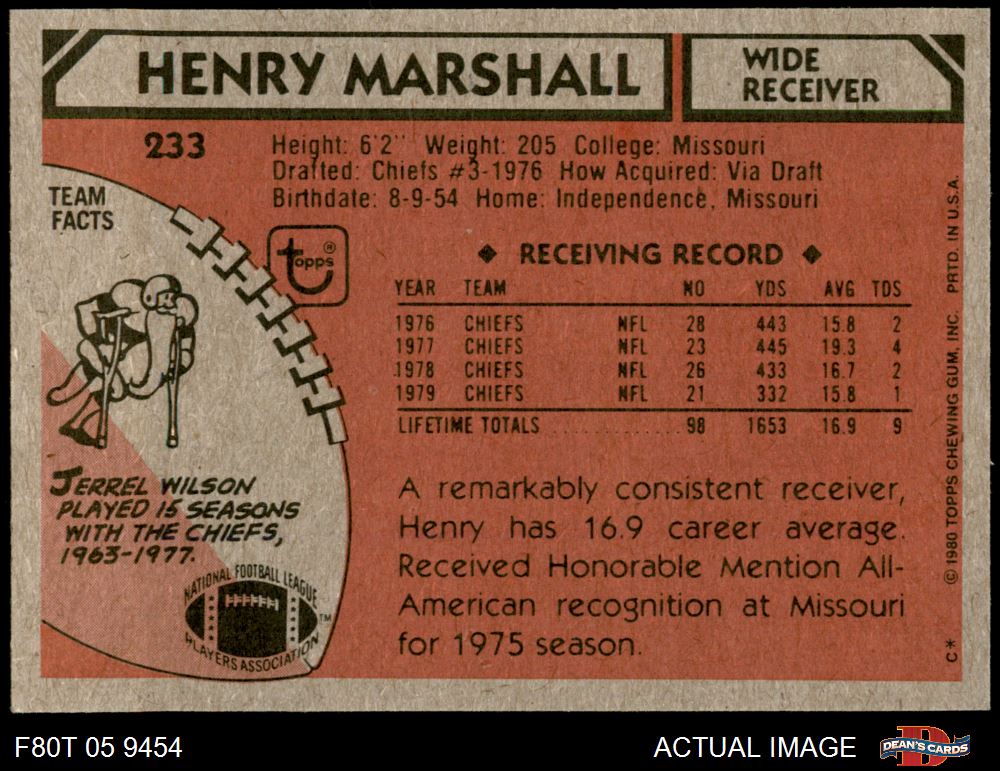 HENRY MARSHALL
WIDE
RECEIVER
233
Height: 6'2" Weight: 205 College: Missouri
Drafted: Chiefs #3-1976 How Acquired: Via Draft
Birthdate: 8-9-54 Home: Independence, Missouri
TEAM
FACTS
topps ®
◆ RECEIVING RECORD ◆
YEAR TEAM NO YDS AVG TDS
1976 CHIEFS NFL 28 443 15.8 2
1977 CHIEFS NFL 23 445 19.3 4
1978 CHIEFS NFL 26 433 16.7 2
1979 CHIEFS NFL 21 332 15.8 1
LIFETIME TOTALS .......... 98 1653 16.9 9
JERREL WILSON
PLAYED 15 SEASONS
WITH THE CHIEFS,
1963-1977.
NATIONAL FOOTBALL LEAGUE
PLAYERS ASSOCIATION
TM
A remarkably consistent receiver,
Henry has 16.9 career average.
Received Honorable Mention All-
American recognition at Missouri
for 1975 season.
C* © 1980 TOPPS CHEWING GUM, INC. PRTD. IN U.S.A.
F80T 05 9454
ACTUAL IMAGE
DEAN'S CARDS